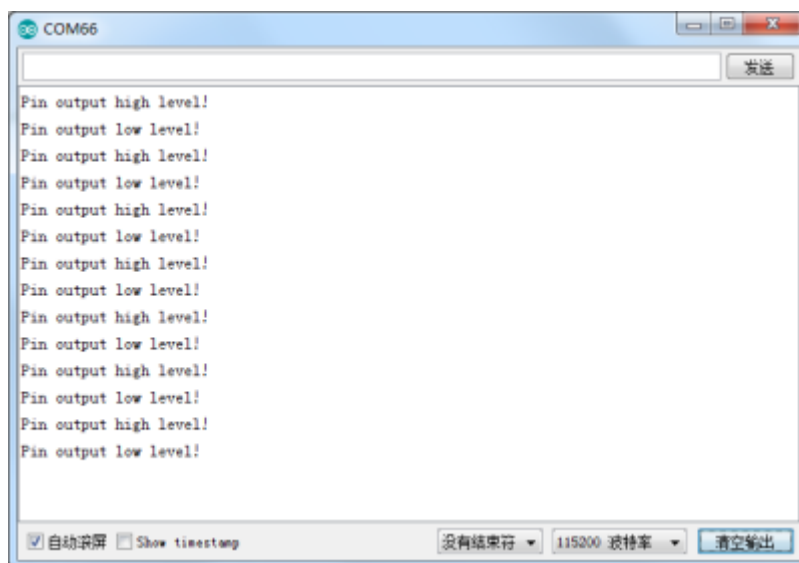 COM66
发送
Pin output high level!
Pin output low level!
Pin output high level!
Pin output low level!
Pin output high level!
Pin output low level!
Pin output high level!
Pin output low level!
Pin output high level!
Pin output low level!
Pin output high level!
Pin output low level!
Pin output high level!
Pin output low level!
自动滚屏 Show timestamp 没有结束符 115200 波特率 清空输出